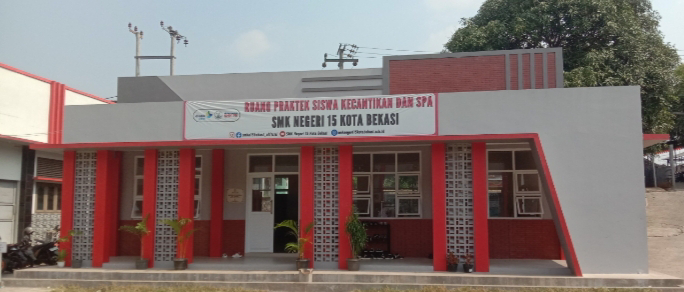 RUANG PRAKTEK SISWA KECANTIKAN DAN SPA
SMK NEGERI 15 KOTA BEKASI